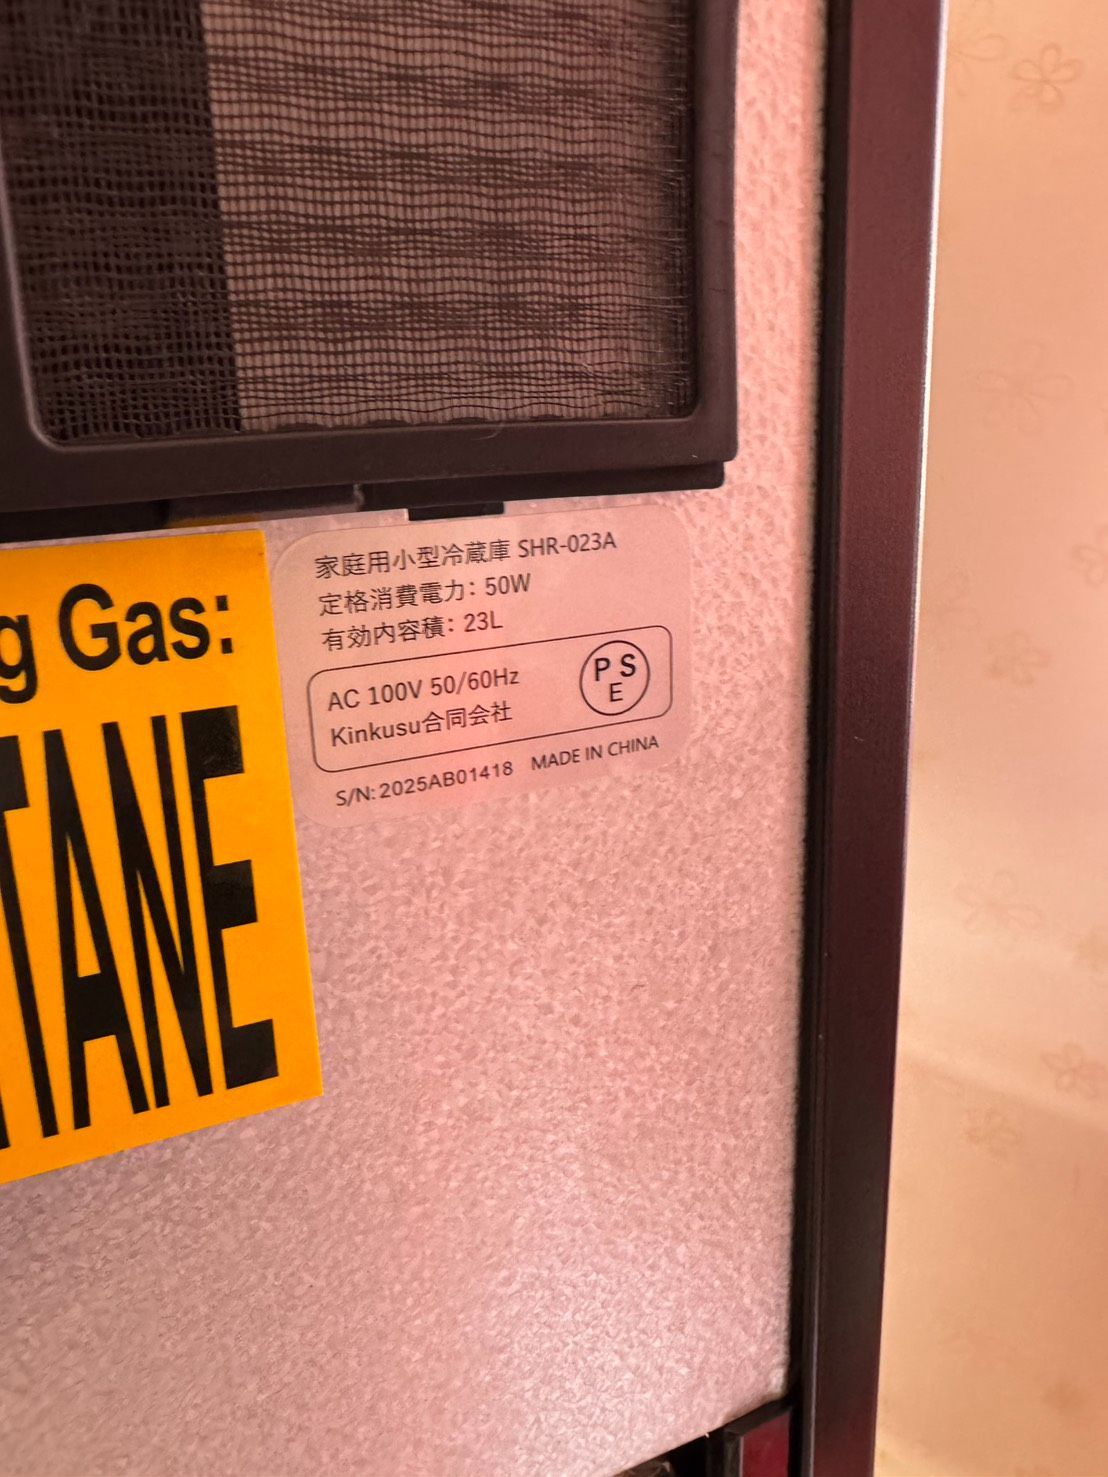 g Gas:
TANE
家庭用小型冷蔵庫 SHR-023A
定格消費電力：50W
有効内容積：23L
AC 100V 50/60Hz
Kinkusu合同会社
PS
E
S/N:2025AB01418 MADE IN CHINA